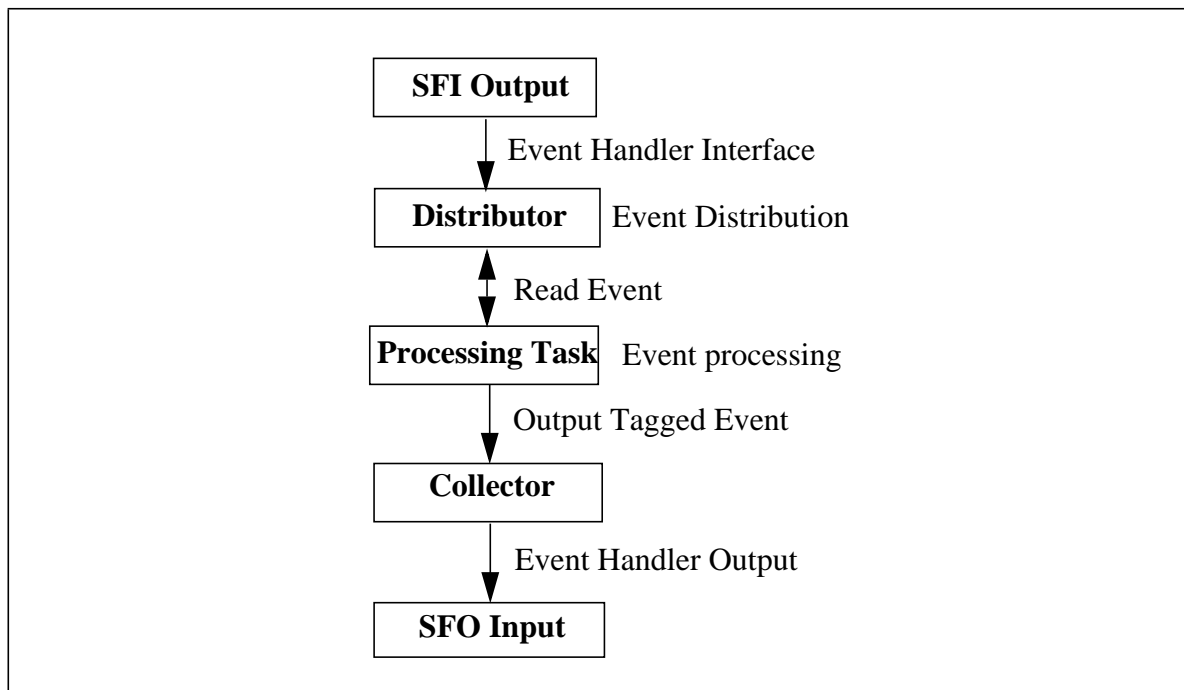 SFI Output
Event Handler Interface
Distributor
Event Distribution
Read Event
Processing Task
Event processing
Output Tagged Event
Collector
Event Handler Output
SFO Input